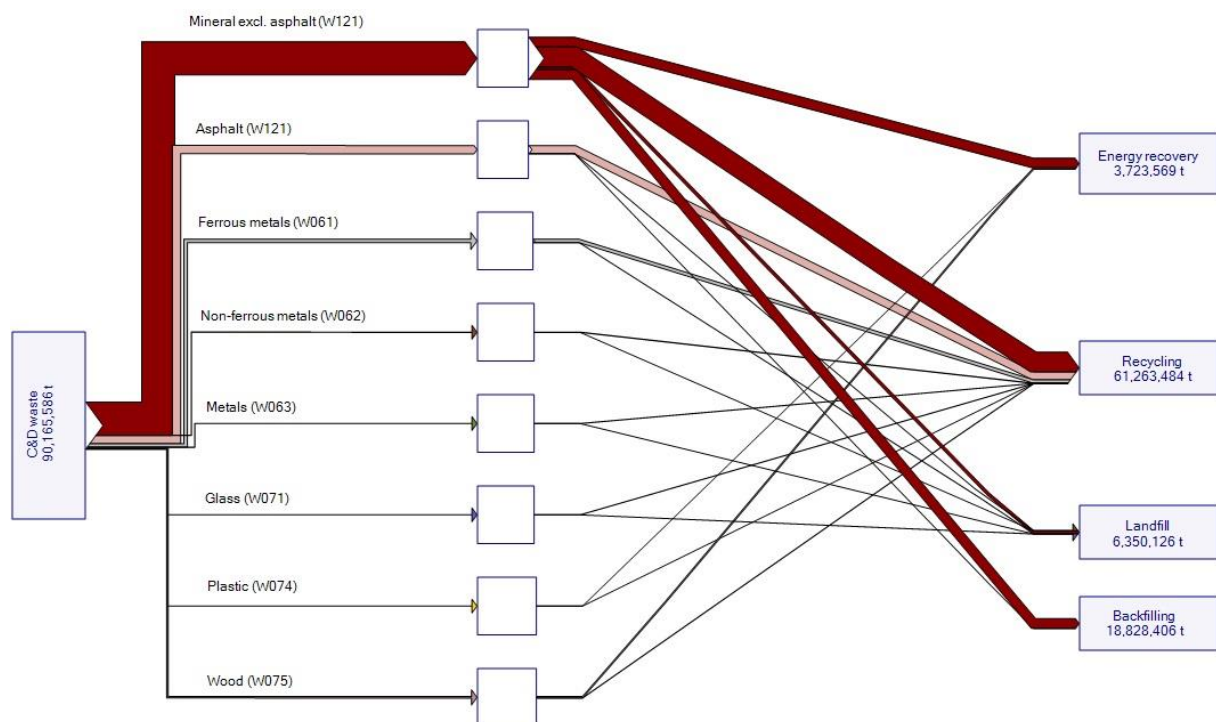 Mineral excl. asphalt (W121)
Asphalt (W121)
Ferrous metals (W061)
Non-ferrous metals (W062)
Metals (W063)
Glass (W071)
Plastic (W074)
Wood (W075)
C&D waste
90,165,586 t
Energy recovery
3,723,569 t
Recycling
61,263,484 t
Landfill
6,350,126 t
Backfilling
18,828,406 t